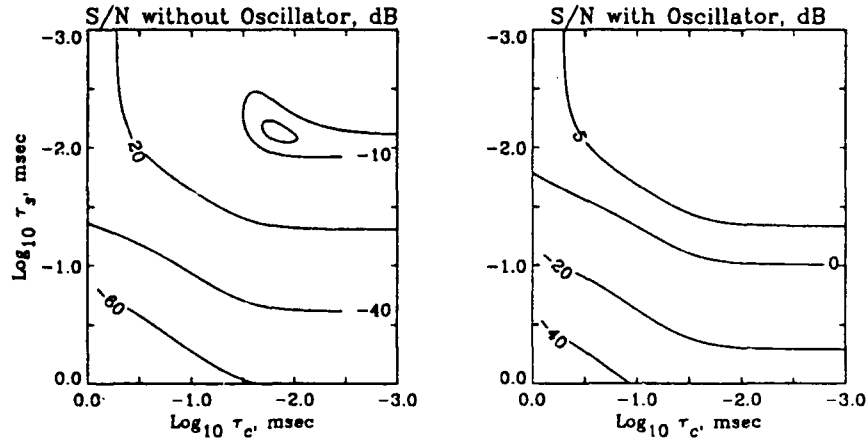 S/N without Oscillator, dB
-3.0
-2.0
-1.0
0.0
Log10 τs, msec
20
-10
-40
-60
0.0 -1.0 -2.0 -3.0
Log10 τc, msec
S/N with Oscillator, dB
-3.0
-2.0
-1.0
0.0
5
0
-20
-40
0.0 -1.0 -2.0 -3.0
Log10 τc, msec